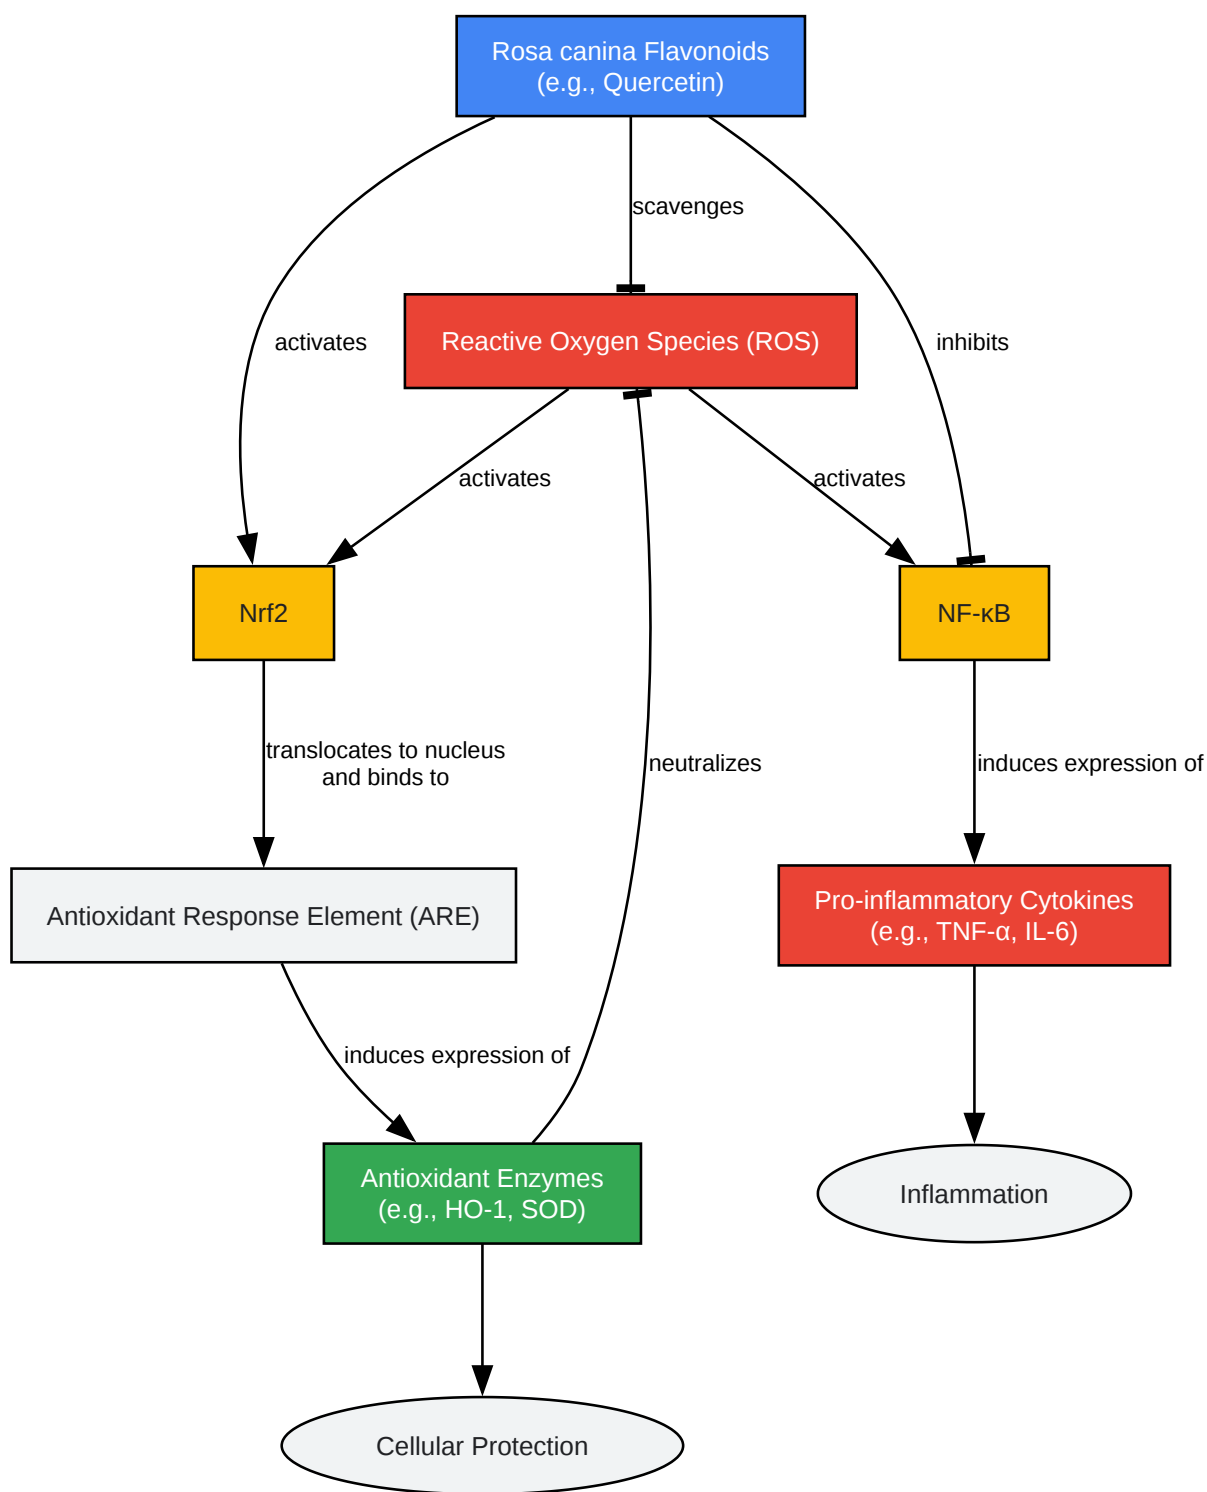 Rosa canina Flavonoids
(e.g., Quercetin)
scavenges
Reactive Oxygen Species (ROS)
activates
inhibits
activates
activates
Nrf2
NF-κB
translocates to nucleus
and binds to
neutralizes
induces expression of
Antioxidant Response Element (ARE)
Pro-inflammatory Cytokines
(e.g., TNF-α, IL-6)
induces expression of
Antioxidant Enzymes
(e.g., HO-1, SOD)
Inflammation
Cellular Protection